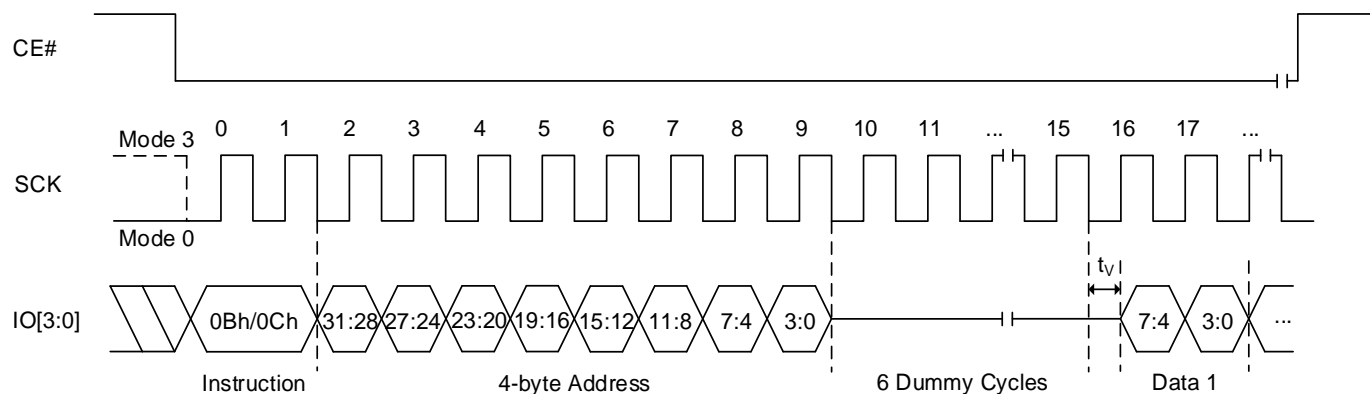 CE#
Mode 3
0 1 2 3 4 5 6 7 8 9 10 11 ... 15 16 17 ...
SCK
Mode 0
tV
IO[3:0]
0Bh/0Ch 31:28 27:24 23:20 19:16 15:12 11:8 7:4 3:0 7:4 3:0 ...
Instruction 4-byte Address 6 Dummy Cycles Data 1